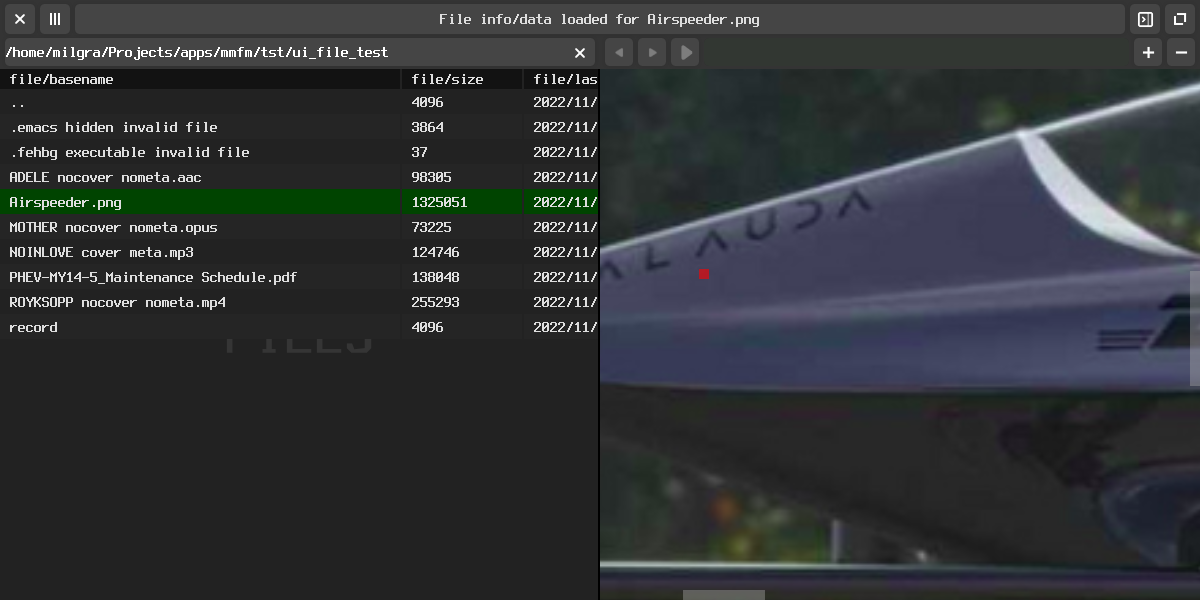 File info/data loaded for Airspeeder.png
/home/milgra/Projects/apps/mmfm/tst/ui_file_test
file/basename file/size file/las
.. 4096 2022/11/
.emacs hidden invalid file 3864 2022/11/
.fehbg executable invalid file 37 2022/11/
ADELE nocover nometa.aac 98305 2022/11/
Airspeeder.png 1325051 2022/11/
MOTHER nocover nometa.opus 73225 2022/11/
NOINLOVE cover meta.mp3 124746 2022/11/
PHEV-MY14-5_Maintenance Schedule.pdf 138048 2022/11/
ROYKSOPP nocover nometa.mp4 255293 2022/11/
record 4096 2022/11/
FILES
ALAUDA